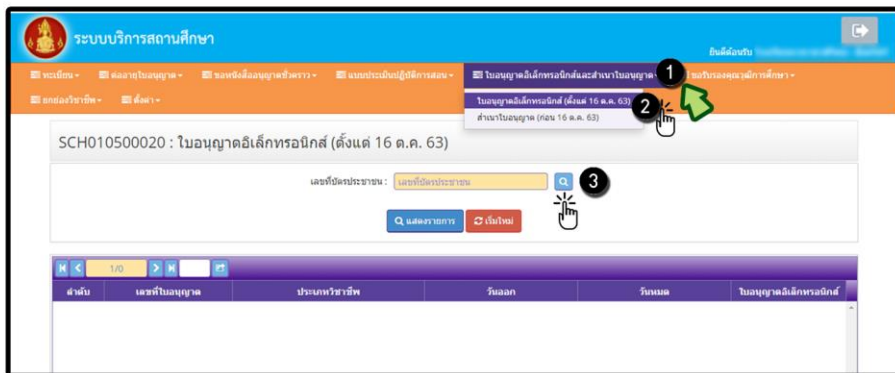 ระบบบริการสถานศึกษา
ยินดีต้อนรับ
ทะเบียน ต่ออายุใบอนุญาต ขอหนังสืออนุญาตชั่วคราว แบบประเมินปฏิบัติการสอน ใบอนุญาตอิเล็กทรอนิกส์และสำเนาใบอนุญาต 1 ขอรับรองคุณวุฒิการศึกษา
ยกย่องวิชาชีพ ตั้งค่า
ใบอนุญาตอิเล็กทรอนิกส์ (ตั้งแต่ 16 ต.ค. 63) 2
สำเนาใบอนุญาต (ก่อน 16 ต.ค. 63)
SCH010500020 : ใบอนุญาตอิเล็กทรอนิกส์ (ตั้งแต่ 16 ต.ค. 63)
เลขที่บัตรประชาชน : เลขที่บัตรประชาชน 3
แสดงรายการ เริ่มใหม่
1/0
ลำดับ เลขที่ใบอนุญาต ประเภทวิชาชีพ วันออก วันหมด ใบอนุญาตอิเล็กทรอนิกส์